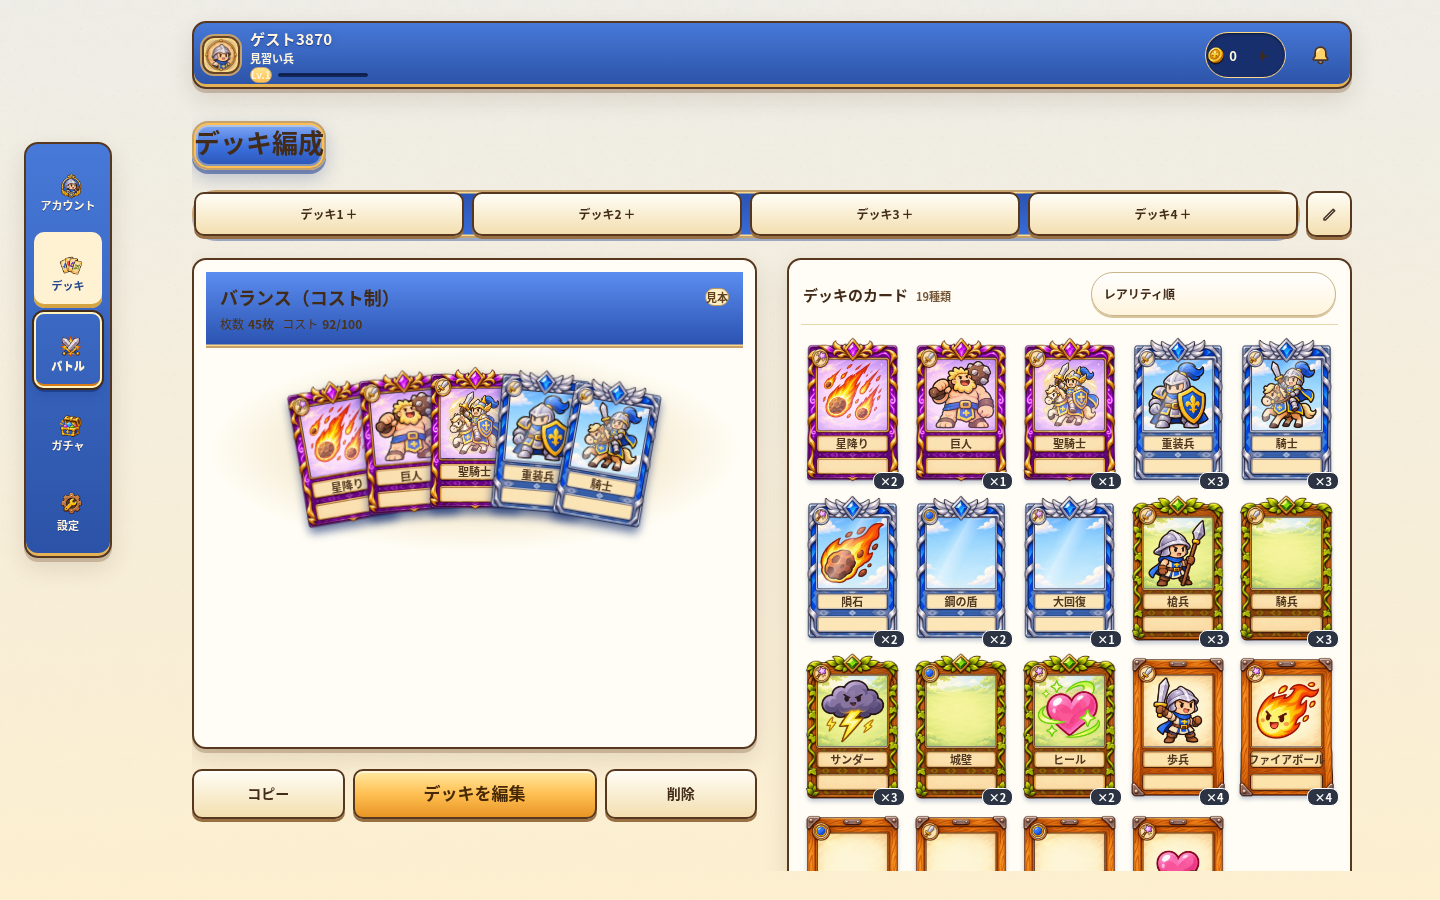 ゲスト3870
見習い兵
Lv.1
0
アカウント
デッキ
バトル
ガチャ
設定
デッキ編成
デッキ1 ＋
デッキ2 ＋
デッキ3 ＋
デッキ4 ＋
バランス（コスト制）
見本
枚数 45枚 コスト 92/100
星降り
巨人
聖騎士
重装兵
騎士
コピー
デッキを編集
削除
デッキのカード 19種類
レアリティ順
星降り
巨人
聖騎士
重装兵
騎士
×2
×1
×1
×3
×3
隕石
鋼の盾
大回復
槍兵
騎兵
×2
×2
×1
×3
×3
サンダー
城壁
ヒール
歩兵
ファイアボール
×3
×2
×2
×4
×4